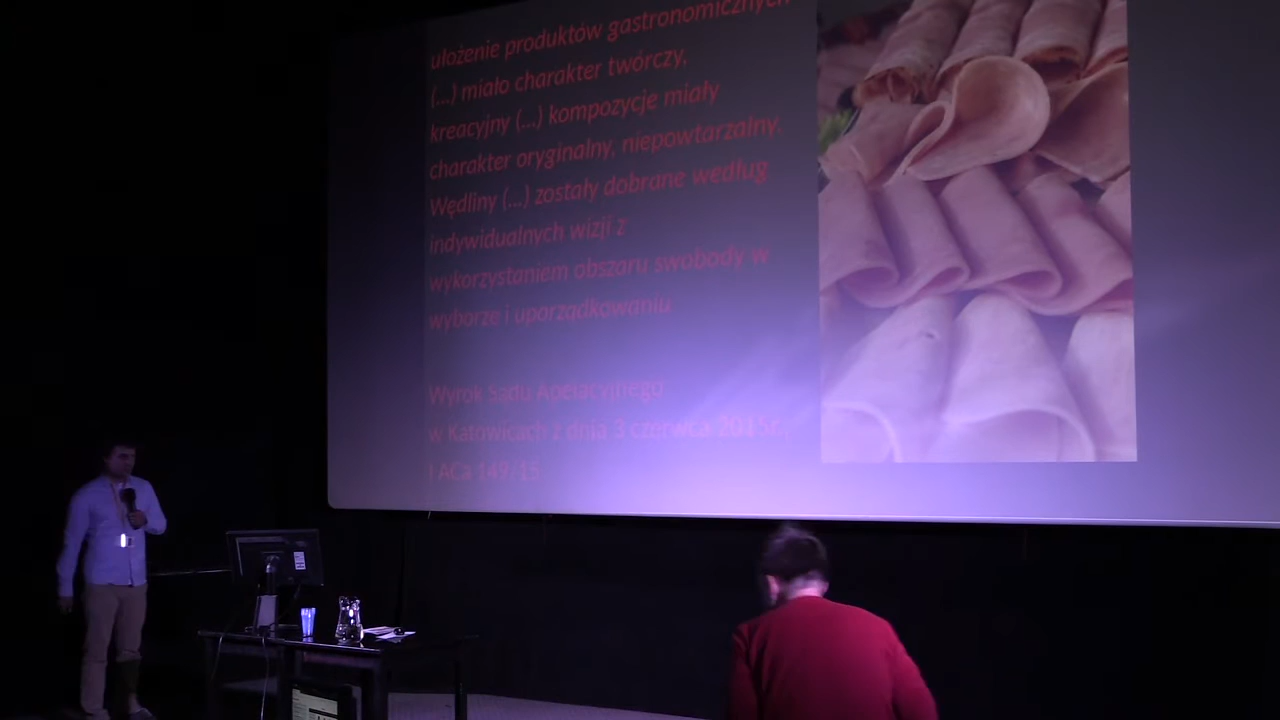 ułożenie produktów gastronomicznych
(...) miało charakter twórczy,
kreacyjny (...) kompozycje miały
charakter oryginalny, niepowtarzalny.
Wędliny (...) zostały dobrane według
indywidualnych wizji z
wykorzystaniem obszaru swobody w
wyborze i uporządkowaniu
Wyrok Sądu Apelacyjnego
w Katowicach z dnia 3 czerwca 2015r.,
I ACa 149/15